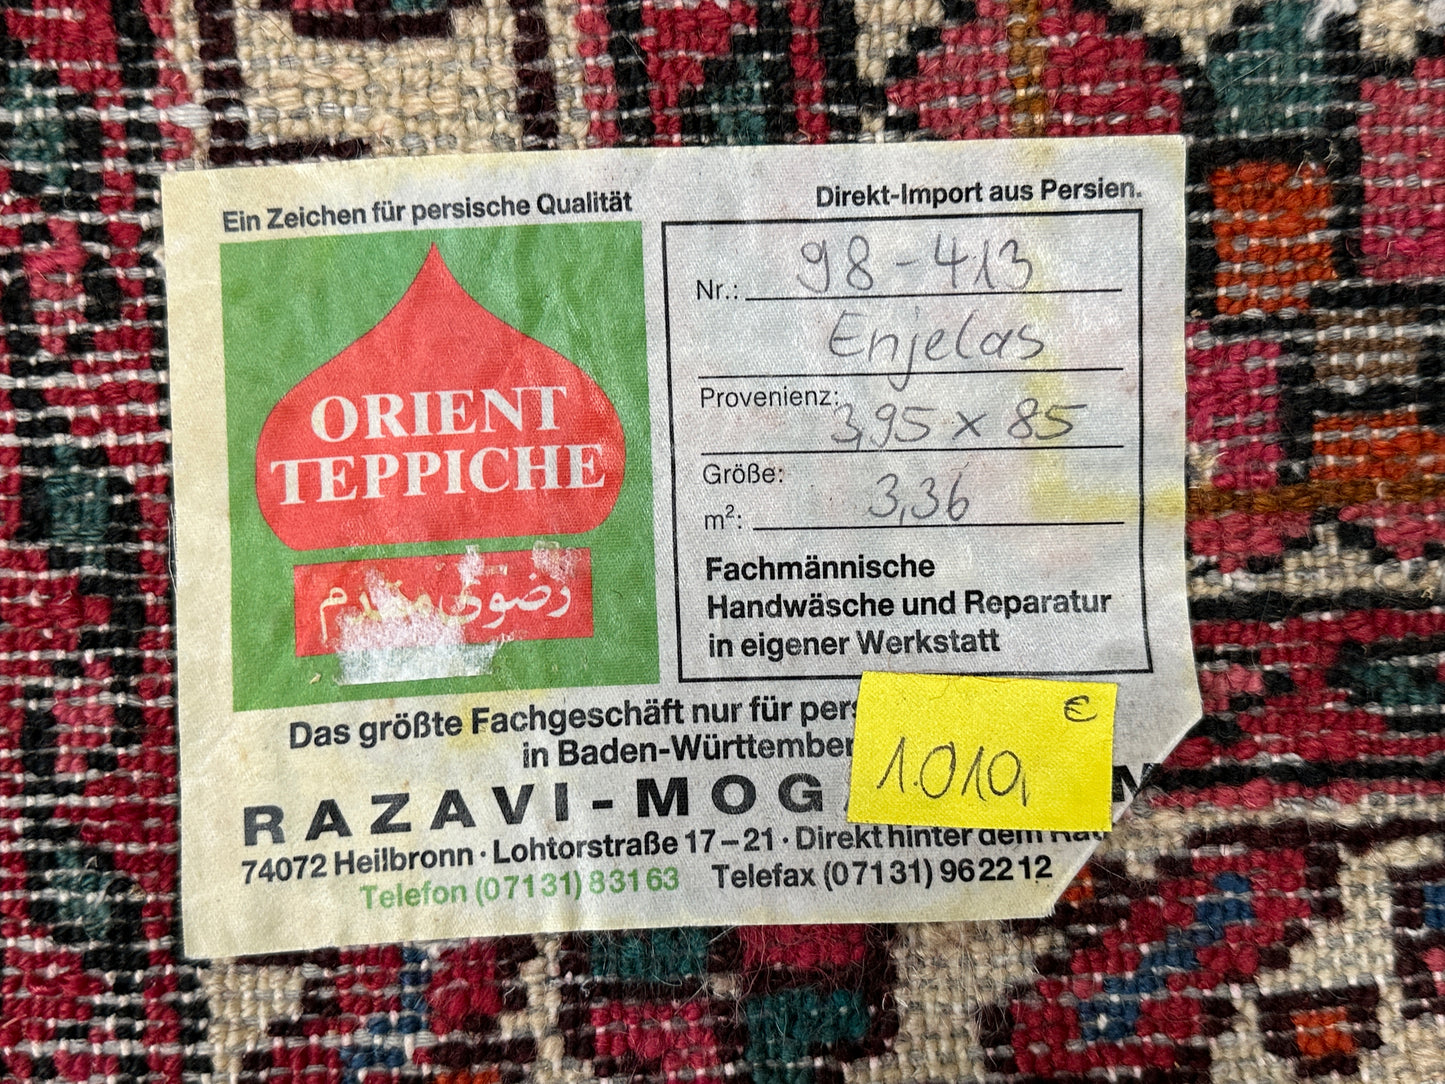 Ein Zeichen für persische Qualität
Direkt-Import aus Persien.
ORIENT
TEPPICHE
رضوی مقدم
Nr.: 98-413
Enjelas
Provenienz:
3,95 x 85
Größe:
m²: 3,36
Fachmännische
Handwäsche und Reparatur
in eigener Werkstatt
Das größte Fachgeschäft nur für
in Baden-Württember
RAZAVI-MOG
74072 Heilbronn · Lohtorstraße 17–21 · Direkt hinter dem
Telefon (07131) 83163 Telefax (07131) 962212
€
1.010,